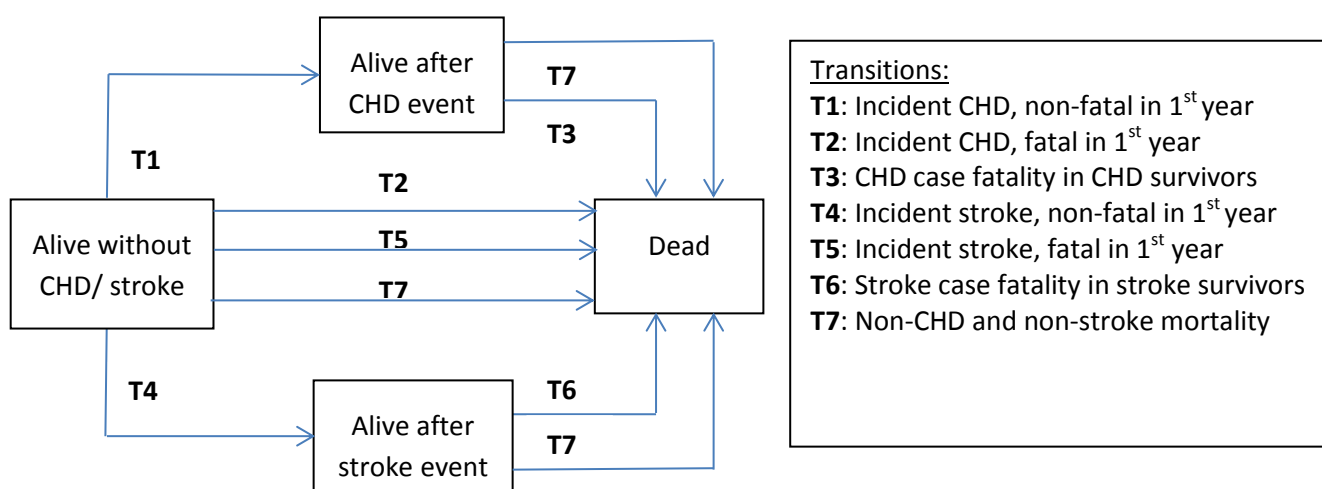 Alive after
CHD event
T7
T3
T1
T2
Alive without
CHD/ stroke
T5
Dead
T7
T4
T6
Alive after
stroke event
T7
Transitions:
T1: Incident CHD, non-fatal in 1st year
T2: Incident CHD, fatal in 1st year
T3: CHD case fatality in CHD survivors
T4: Incident stroke, non-fatal in 1st year
T5: Incident stroke, fatal in 1st year
T6: Stroke case fatality in stroke survivors
T7: Non-CHD and non-stroke mortality